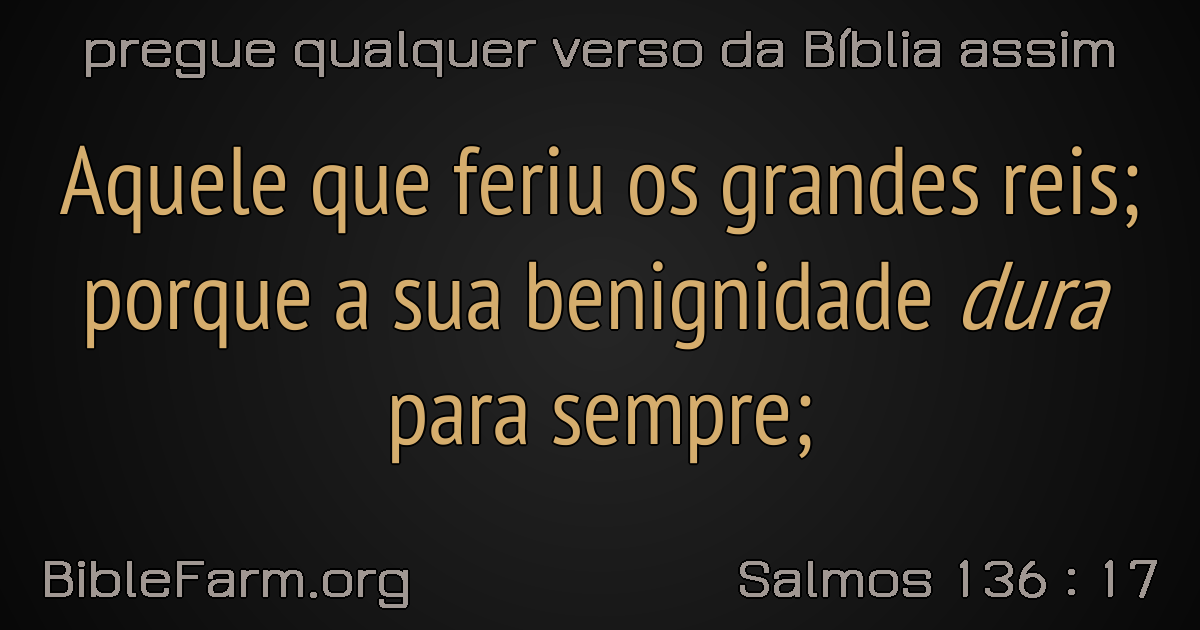 pregue qualquer verso da Bíblia assim
Aquele que feriu os grandes reis;
porque a sua benignidade dura
para sempre;
BibleFarm.org
Salmos 136 : 17